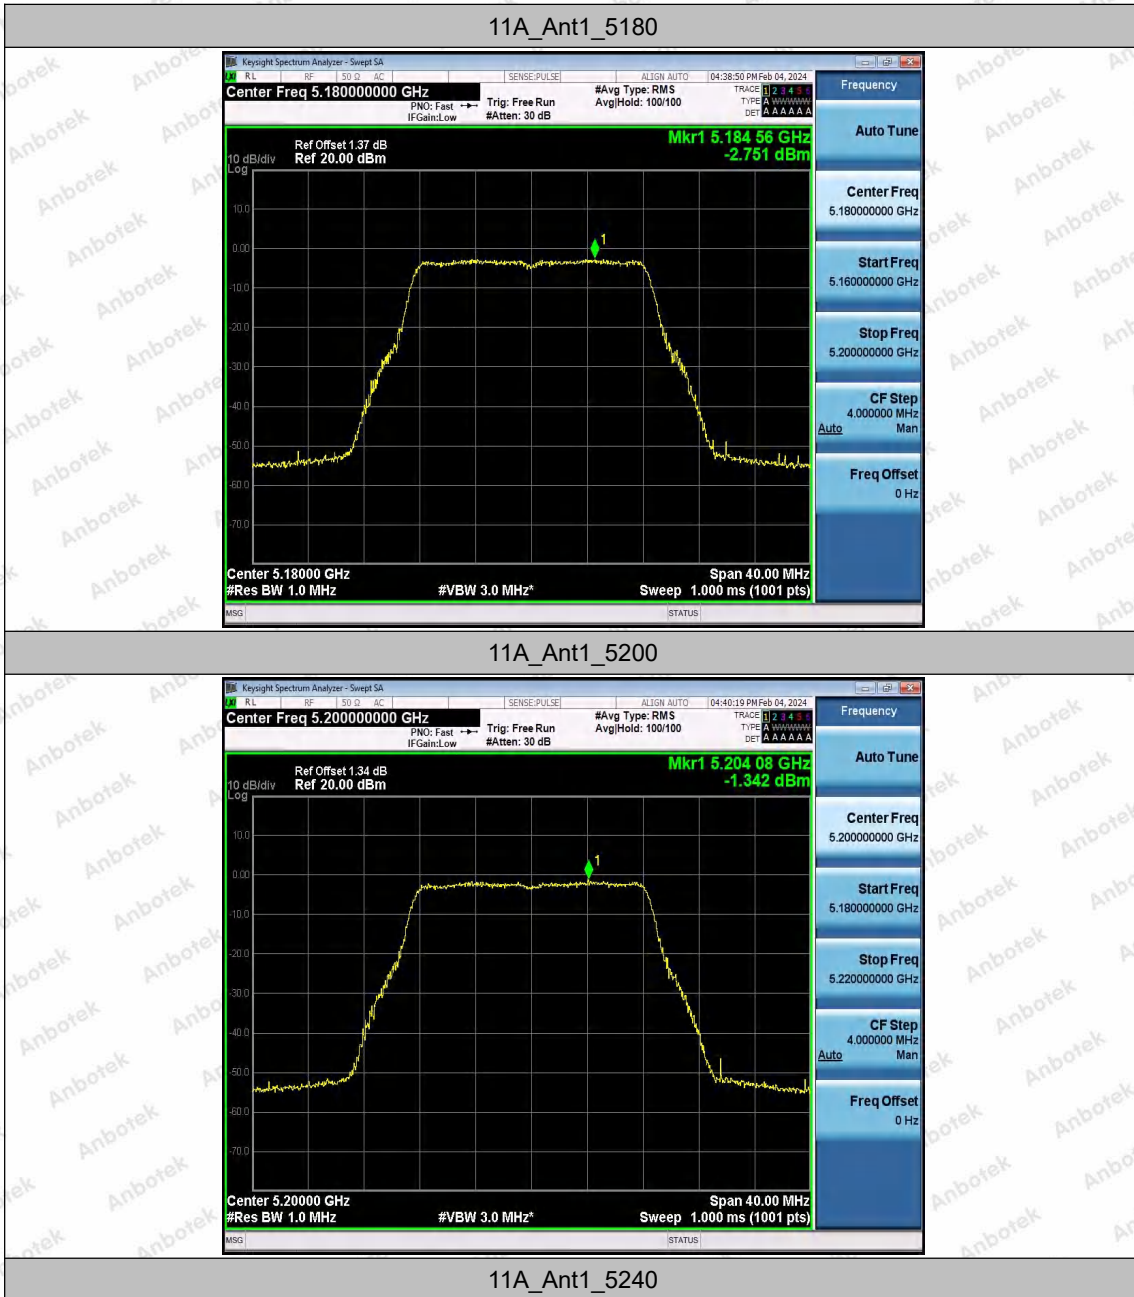 11A_Ant1_5180
Keysight Spectrum Analyzer - Swept SA
RL RF 50 Ω AC SENSE:PULSE ALIGN AUTO 04:38:50 PM Feb 04, 2024
Center Freq 5.180000000 GHz
PNO: Fast
IFGain:Low
Trig: Free Run
#Atten: 30 dB
#Avg Type: RMS
Avg|Hold: 100/100
TRACE 1 2 3 4 5 6
TYPE A WWWWW
DET A A A A A A
Ref Offset 1.37 dB
Ref 20.00 dBm
10 dB/div
Log
Mkr1 5.184 56 GHz
-2.751 dBm
10.0
0.00
-10.0
-20.0
-30.0
-40.0
-50.0
-60.0
-70.0
1
Center 5.18000 GHz
#Res BW 1.0 MHz
#VBW 3.0 MHz*
Span 40.00 MHz
Sweep 1.000 ms (1001 pts)
MSG STATUS
Frequency
Auto Tune
Center Freq
5.180000000 GHz
Start Freq
5.160000000 GHz
Stop Freq
5.200000000 GHz
CF Step
4.000000 MHz
Auto Man
Freq Offset
0 Hz
11A_Ant1_5200
Keysight Spectrum Analyzer - Swept SA
RL RF 50 Ω AC SENSE:PULSE ALIGN AUTO 04:40:19 PM Feb 04, 2024
Center Freq 5.200000000 GHz
PNO: Fast
IFGain:Low
Trig: Free Run
#Atten: 30 dB
#Avg Type: RMS
Avg|Hold: 100/100
TRACE 1 2 3 4 5 6
TYPE A WWWWW
DET A A A A A A
Ref Offset 1.34 dB
Ref 20.00 dBm
10 dB/div
Log
Mkr1 5.204 08 GHz
-1.342 dBm
10.0
0.00
-10.0
-20.0
-30.0
-40.0
-50.0
-60.0
-70.0
1
Center 5.20000 GHz
#Res BW 1.0 MHz
#VBW 3.0 MHz*
Span 40.00 MHz
Sweep 1.000 ms (1001 pts)
MSG STATUS
Frequency
Auto Tune
Center Freq
5.200000000 GHz
Start Freq
5.180000000 GHz
Stop Freq
5.220000000 GHz
CF Step
4.000000 MHz
Auto Man
Freq Offset
0 Hz
11A_Ant1_5240
Anbotek